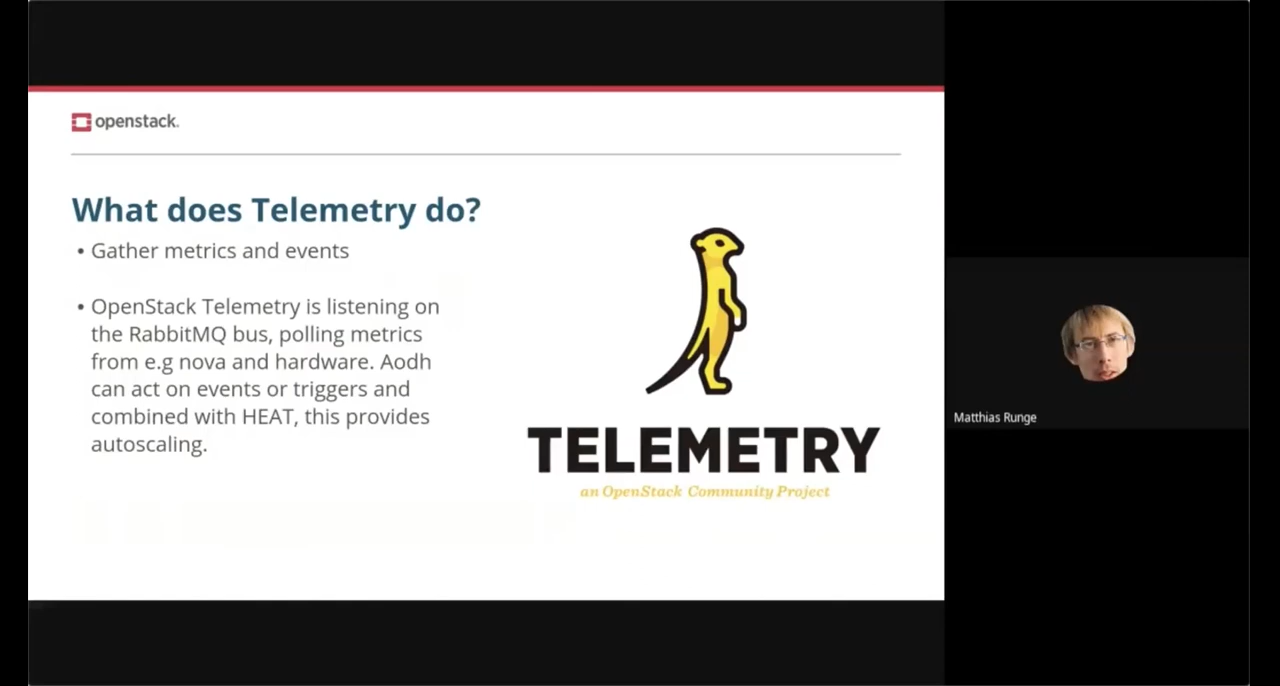 openstack.
What does Telemetry do?
• Gather metrics and events
• OpenStack Telemetry is listening on
the RabbitMQ bus, polling metrics
from e.g nova and hardware. Aodh
can act on events or triggers and
combined with HEAT, this provides
autoscaling.
TELEMETRY
an OpenStack Community Project
Matthias Runge